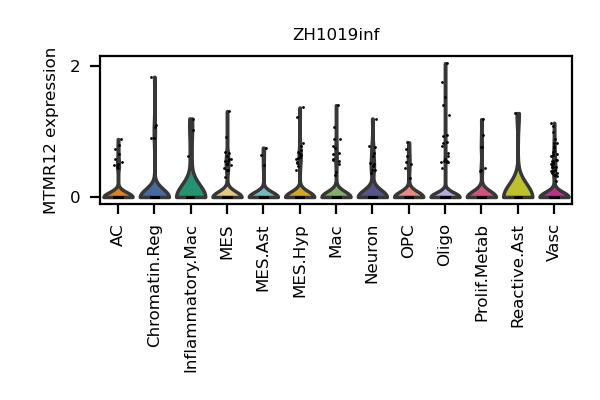 ZH1019inf
MTMR12 expression
2
0
AC
Chromatin.Reg
Inflammatory.Mac
MES
MES.Ast
MES.Hyp
Mac
Neuron
OPC
Oligo
Prolif.Metab
Reactive.Ast
Vasc